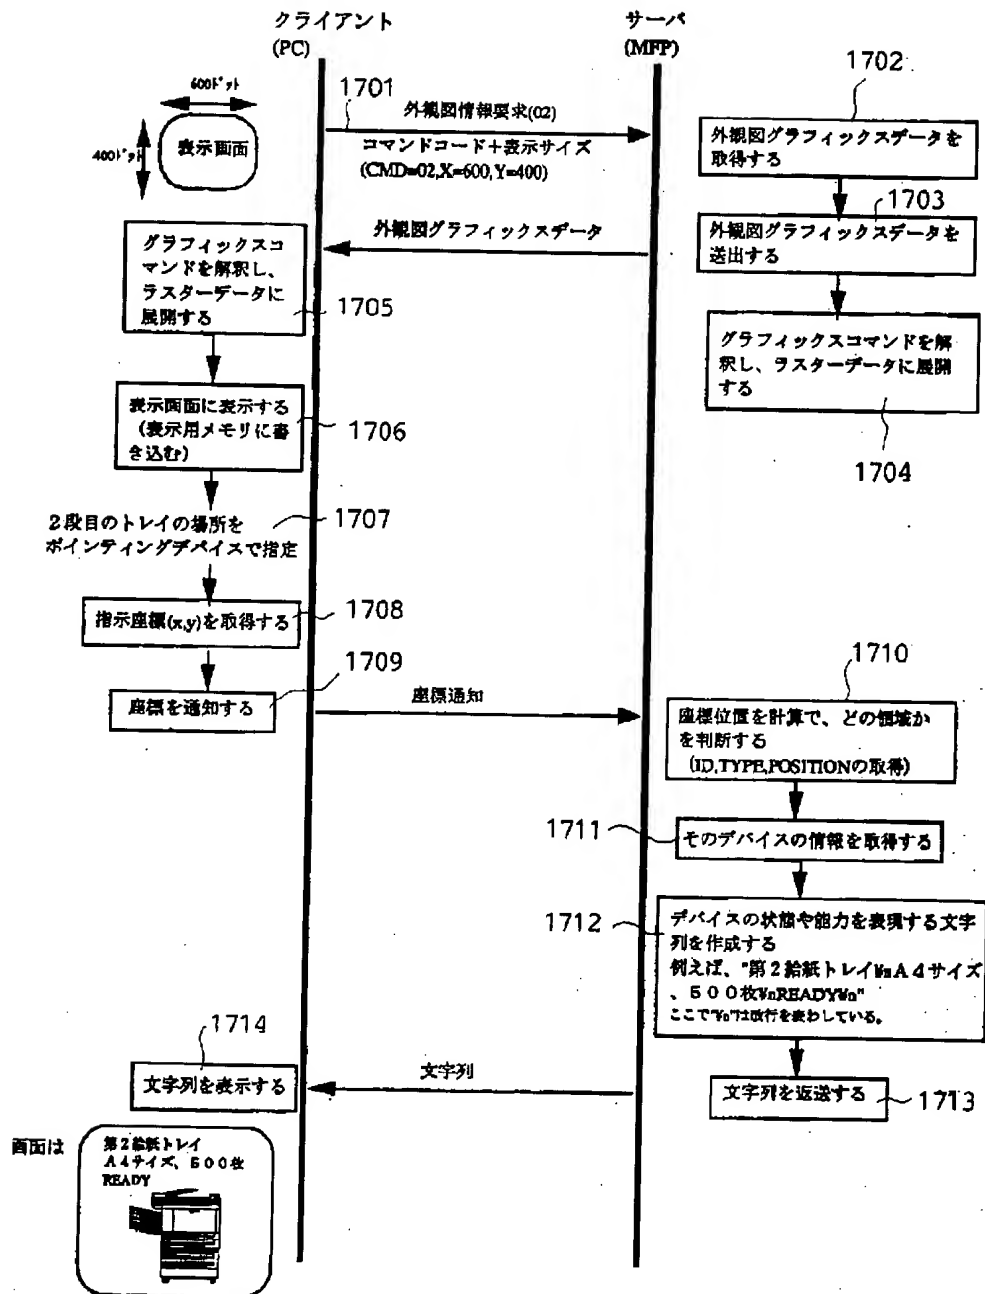 クライアント
(PC)
サーバ
(MFP)
600ドット
400ドット
表示画面
1701
外観図情報要求(02)
コマンドコード+表示サイズ
(CMD=02,X=600,Y=400)
1702
外観図グラフィックスデータを
取得する
1703
外観図グラフィックスデータを
送出する
外観図グラフィックスデータ
グラフィックスコ
マンドを解釈し、
ラスターデータに
展開する
1705
グラフィックスコマンドを解
釈し、ラスターデータに展開
する
1704
表示画面に表示する
(表示用メモリに書
き込む)
1706
2段目のトレイの場所を
ポインティングデバイスで指定
1707
指示座標(x,y)を取得する
1708
座標を通知する
1709
座標通知
1710
座標位置を計算で、どの領域か
を判断する
(ID,TYPE,POSITIONの取得)
1711
そのデバイスの情報を取得する
1712
デバイスの状態や能力を表現する文字
列を作成する
例えば、"第2給紙トレイ¥nA4サイズ
、500枚¥nREADY¥n"
ここで"¥n"は改行を表わしている。
文字列を返送する
1713
文字列
1714
文字列を表示する
画面は
第2給紙トレイ
A4サイズ、500枚
READY